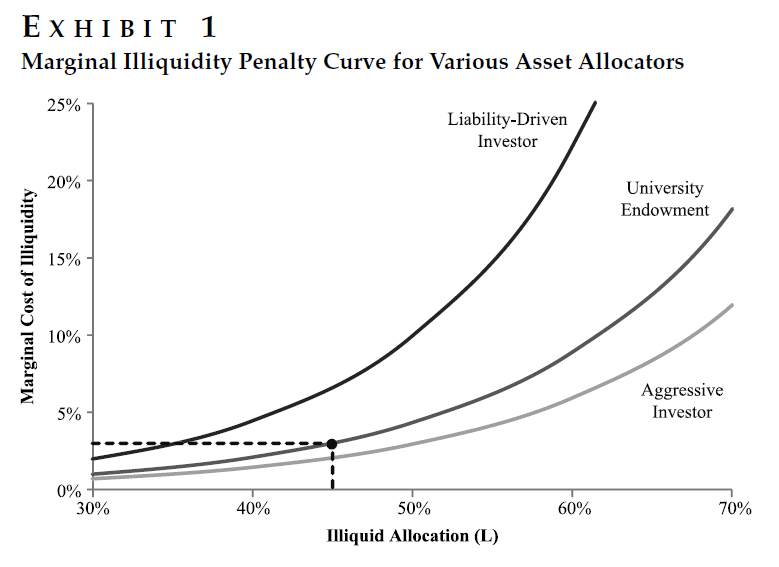 EXHIBIT 1
Marginal Illiquidity Penalty Curve for Various Asset Allocators
25%
20%
15%
10%
5%
0%
Marginal Cost of Illiquidity
Liability-Driven
Investor
University
Endowment
Aggressive
Investor
30%
40%
50%
60%
70%
Illiquid Allocation (L)